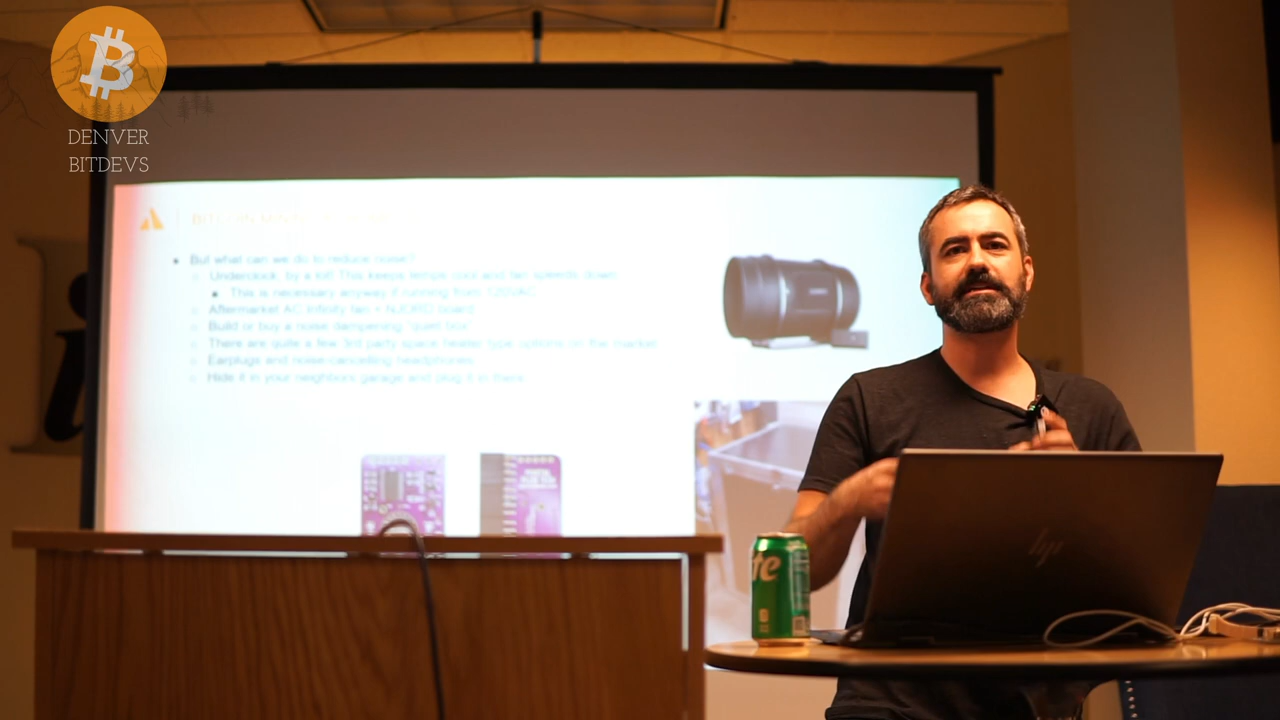 DENVER
BITDEVS
BITCOIN MINING
But what can we do to reduce noise?
Underclock, by a lot! This keeps temps cool and fan speeds down
This is necessary anyway if running from 120VAC
Aftermarket AC Infinity fan + board
Build or buy a noise dampening "quiet box"
There are quite a few 3rd party space heater type options on the market
Earplugs and noise-cancelling headphones
Hide it in your neighbors garage and plug it in there
te
hp